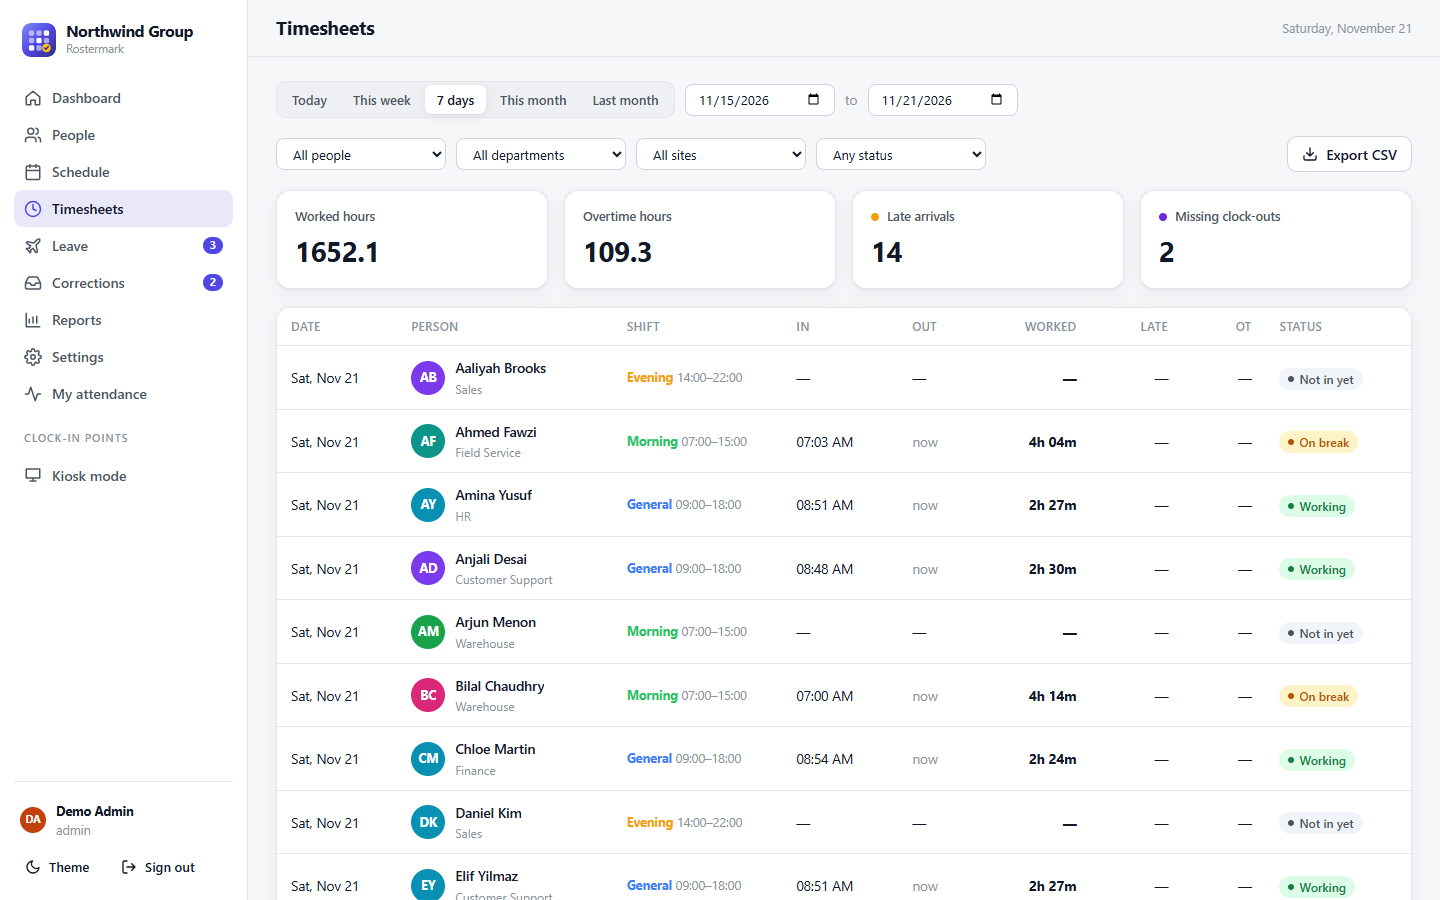 Northwind Group
Rostermark
Dashboard
People
Schedule
Timesheets
Leave 3
Corrections 2
Reports
Settings
My attendance
CLOCK-IN POINTS
Kiosk mode
DA Demo Admin
admin
Theme Sign out
Timesheets Saturday, November 21
Today This week 7 days This month Last month 11/15/2026 to 11/21/2026
All people All departments All sites Any status Export CSV
Worked hours Overtime hours Late arrivals Missing clock-outs
1652.1 109.3 14 2
DATE PERSON SHIFT IN OUT WORKED LATE OT STATUS
Sat, Nov 21 AB Aaliyah Brooks Evening 14:00–22:00 — — — — — Not in yet
Sales
Sat, Nov 21 AF Ahmed Fawzi Morning 07:00–15:00 07:03 AM now 4h 04m — — On break
Field Service
Sat, Nov 21 AY Amina Yusuf General 09:00–18:00 08:51 AM now 2h 27m — — Working
HR
Sat, Nov 21 AD Anjali Desai General 09:00–18:00 08:48 AM now 2h 30m — — Working
Customer Support
Sat, Nov 21 AM Arjun Menon Morning 07:00–15:00 — — — — — Not in yet
Warehouse
Sat, Nov 21 BC Bilal Chaudhry Morning 07:00–15:00 07:00 AM now 4h 14m — — On break
Warehouse
Sat, Nov 21 CM Chloe Martin General 09:00–18:00 08:54 AM now 2h 24m — — Working
Finance
Sat, Nov 21 DK Daniel Kim Evening 14:00–22:00 — — — — — Not in yet
Sales
Sat, Nov 21 EY Elif Yilmaz General 09:00–18:00 08:51 AM now 2h 27m — — Working
Customer Support